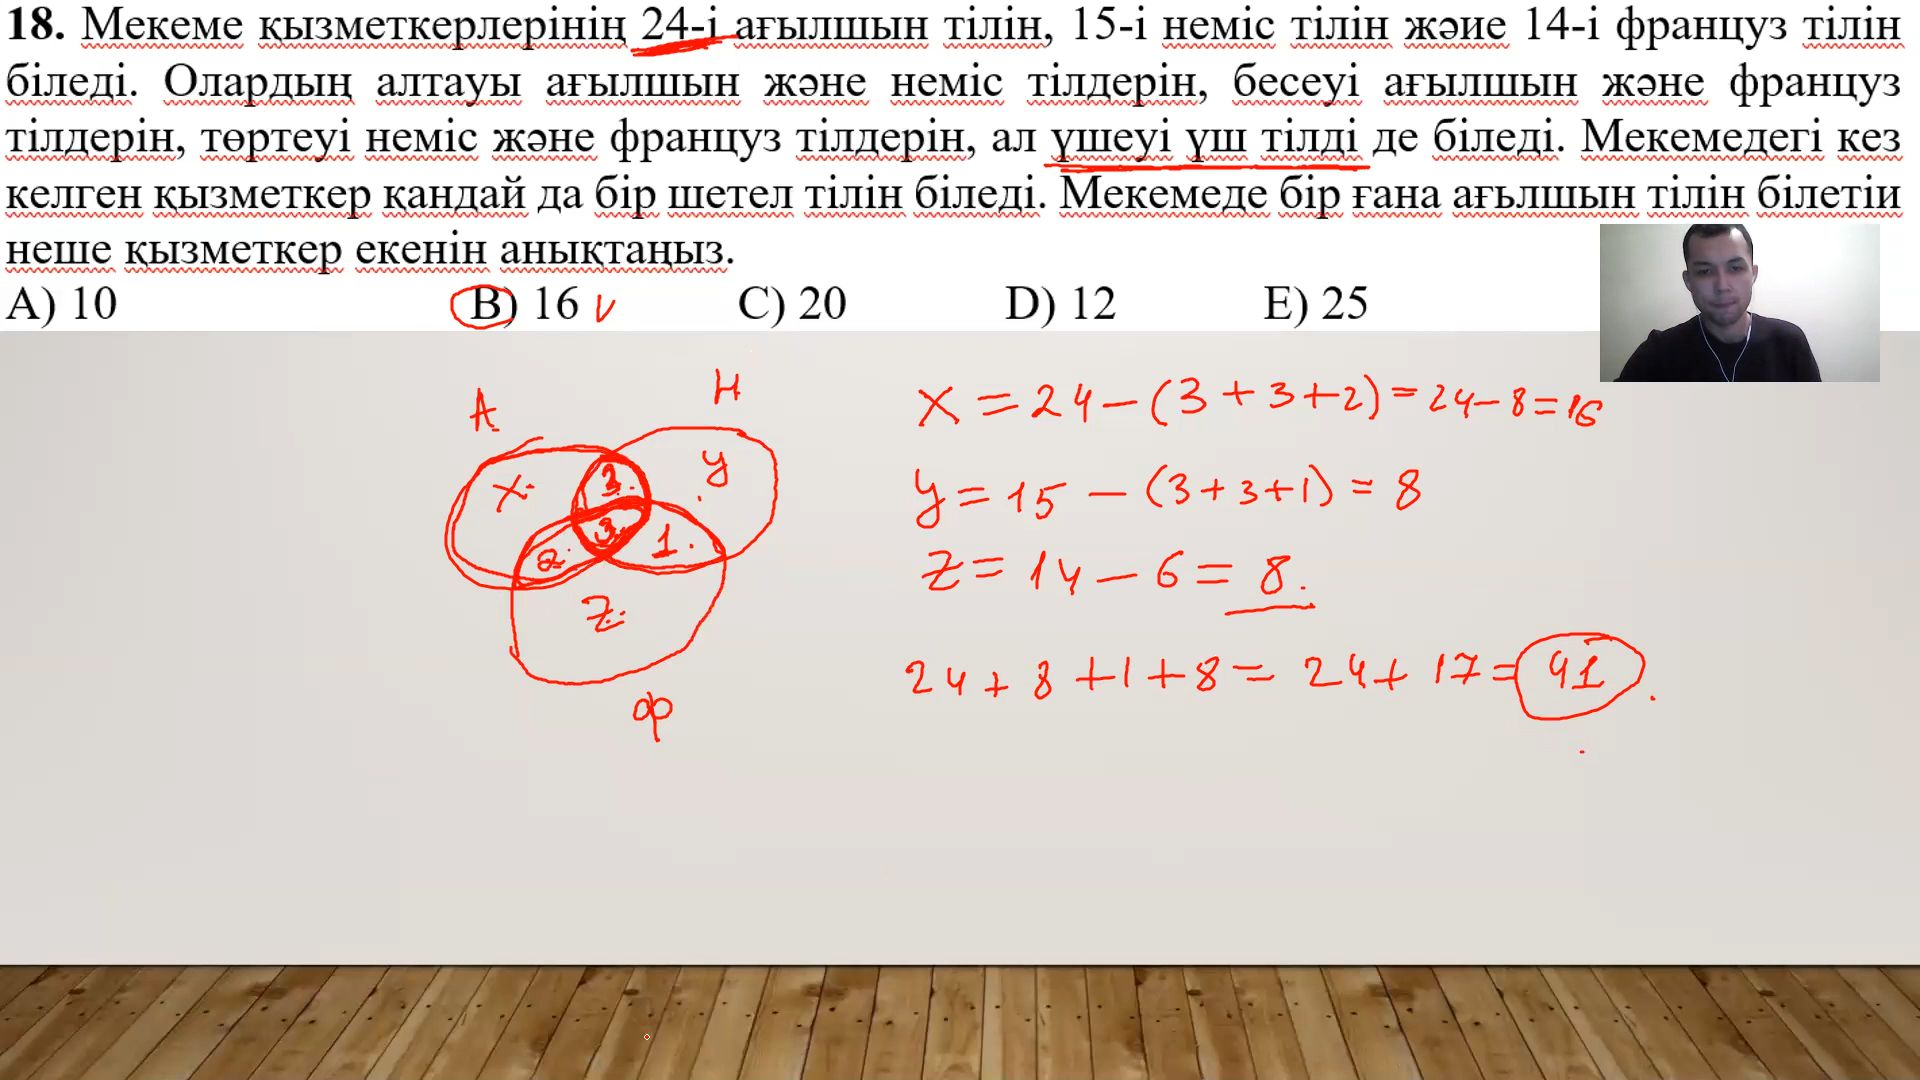 18. Мекеме қызметкерлерінің 24-і ағылшын тілін, 15-і неміс тілін жәие 14-і француз тілін
біледі. Олардың алтауы ағылшын және неміс тілдерін, бесеуі ағылшын және француз
тілдерін, төртеуі неміс және француз тілдерін, ал үшеуі үш тілді де біледі. Мекемедегі кез
келген қызметкер қандай да бір шетел тілін біледі. Мекемеде бір ғана ағьлшын тілін білетіи
неше қызметкер екенін анықтаңыз.
A) 10 B) 16 C) 20 D) 12 E) 25
A H
x 3 y
2 3 1
z
ф
x = 24 – (3 + 3 + 2) = 24 – 8 = 16
y = 15 – (3 + 3 + 1) = 8
z = 14 – 6 = 8.
24 + 8 + 1 + 8 = 24 + 17 = 41.